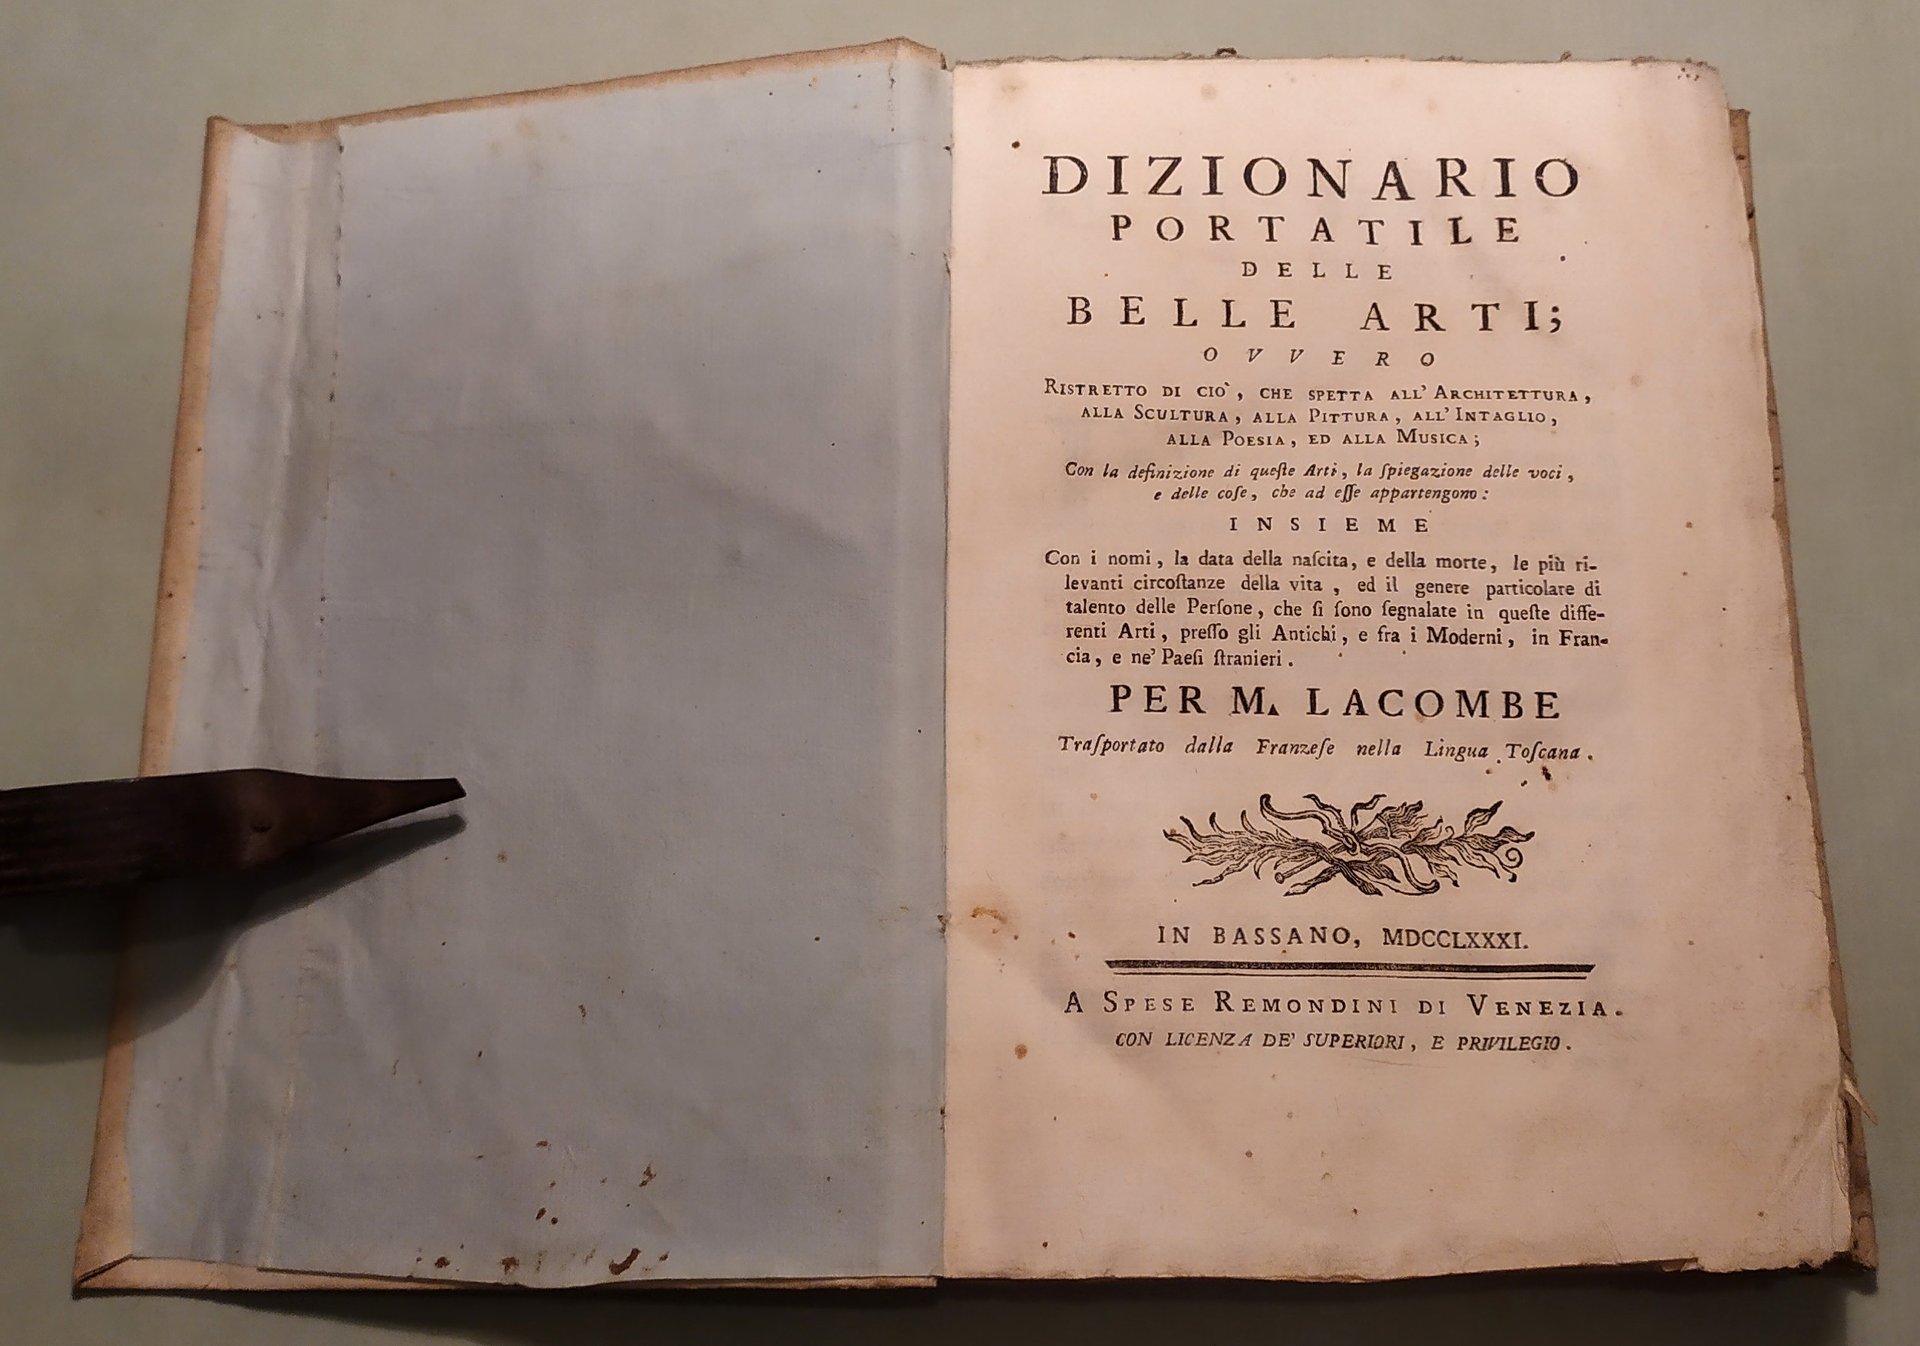 DIZIONARIO
PORTATILE
DELLE
BELLE ARTI;
OVVERO
RISTRETTO DI CIO', CHE SPETTA ALL'ARCHITETTURA,
ALLA SCULTURA, ALLA PITTURA, ALL'INTAGLIO,
ALLA POESIA, ED ALLA MUSICA;
Con la definizione di queſte Arti, la ſpiegazione delle voci,
e delle coſe, che ad eſſe appartengono:
INSIEME
Con i nomi, la data della naſcita, e della morte, le più ri-
levanti circoſtanze della vita, ed il genere particolare di
talento delle Perſone, che ſi ſono ſegnalate in queſte diffe-
renti Arti, preſſo gli Antichi, e fra i Moderni, in Fran-
cia, e ne' Paeſi ſtranieri.
PER M. LACOMBE
Traſportato dalla Franzeſe nella Lingua Toſcana.
IN BASSANO, MDCCLXXXI.
A SPESE REMONDINI DI VENEZIA.
CON LICENZA DE' SUPERIORI, E PRIVILEGIO.